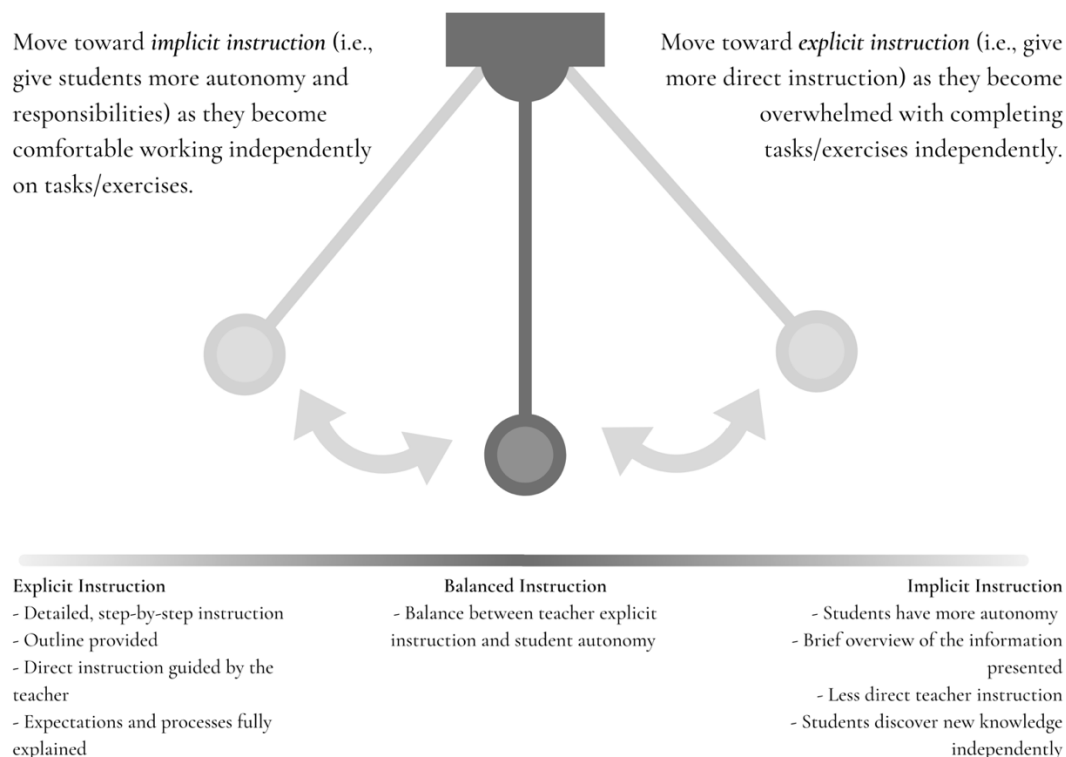 Move toward implicit instruction (i.e.,
give students more autonomy and
responsibilities) as they become
comfortable working independently
on tasks/exercises.
Move toward explicit instruction (i.e., give
more direct instruction) as they become
overwhelmed with completing
tasks/exercises independently.
Explicit Instruction
- Detailed, step-by-step instruction
- Outline provided
- Direct instruction guided by the
teacher
- Expectations and processes fully
explained
Balanced Instruction
- Balance between teacher explicit
instruction and student autonomy
Implicit Instruction
- Students have more autonomy
- Brief overview of the information
presented
- Less direct teacher instruction
- Students discover new knowledge
independently